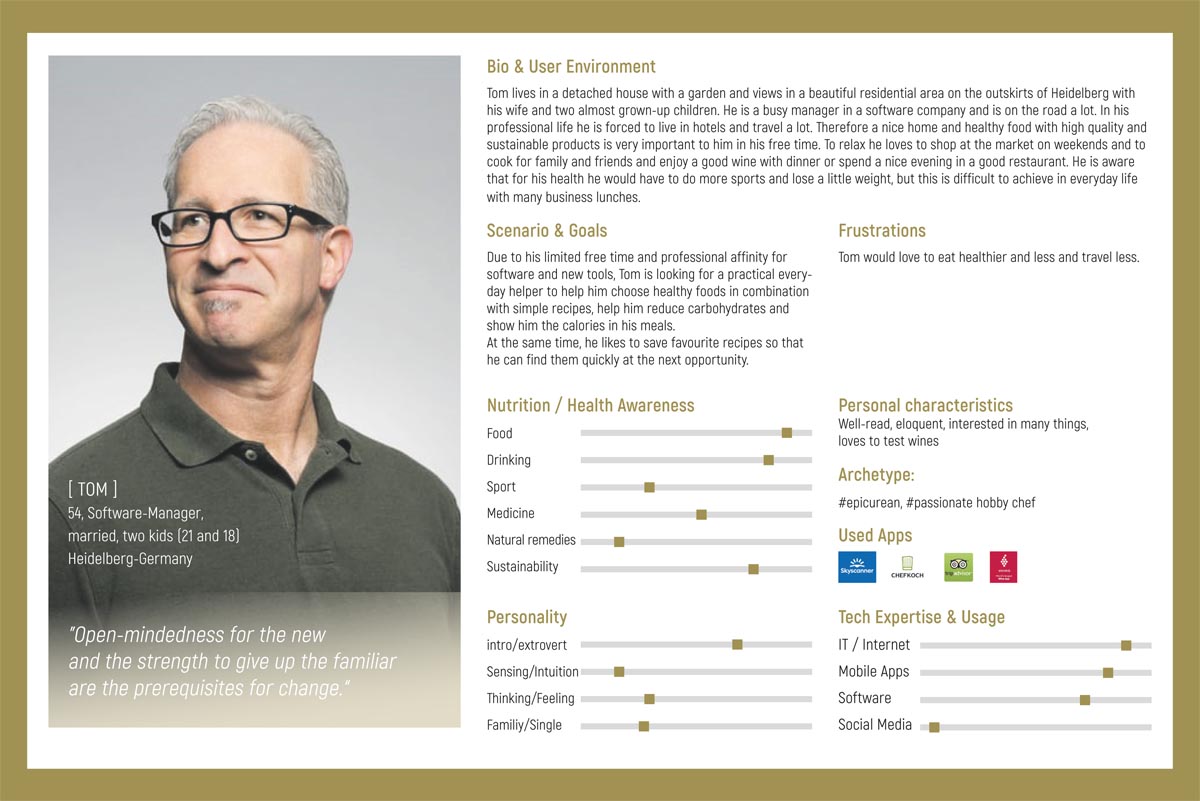 Bio & User Environment
Tom lives in a detached house with a garden and views in a beautiful residential area on the outskirts of Heidelberg with
his wife and two almost grown-up children. He is a busy manager in a software company and is on the road a lot. In his
professional life he is forced to live in hotels and travel a lot. Therefore a nice home and healthy food with high quality and
sustainable products is very important to him in his free time. To relax he loves to shop at the market on weekends and to
cook for family and friends and enjoy a good wine with dinner or spend a nice evening in a good restaurant. He is aware
that for his health he would have to do more sports and lose a little weight, but this is difficult to achieve in everyday life
with many business lunches.
Scenario & Goals
Due to his limited free time and professional affinity for
software and new tools, Tom is looking for a practical every-
day helper to help him choose healthy foods in combination
with simple recipes, help him reduce carbohydrates and
show him the calories in his meals.
At the same time, he likes to save favourite recipes so that
he can find them quickly at the next opportunity.
Frustrations
Tom would love to eat healthier and less and travel less.
Nutrition / Health Awareness
Food
Drinking
Sport
Medicine
Natural remedies
Sustainability
Personal characteristics
Well-read, eloquent, interested in many things,
loves to test wines
Archetype:
#epicurean, #passionate hobby chef
Used Apps
Skyscanner
CHEFKOCH
tripadvisor
Personality
intro/extrovert
Sensing/Intuition
Thinking/Feeling
Familiy/Single
Tech Expertise & Usage
IT / Internet
Mobile Apps
Software
Social Media
[ TOM ]
54, Software-Manager,
married, two kids (21 and 18)
Heidelberg-Germany
"Open-mindedness for the new
and the strength to give up the familiar
are the prerequisites for change."